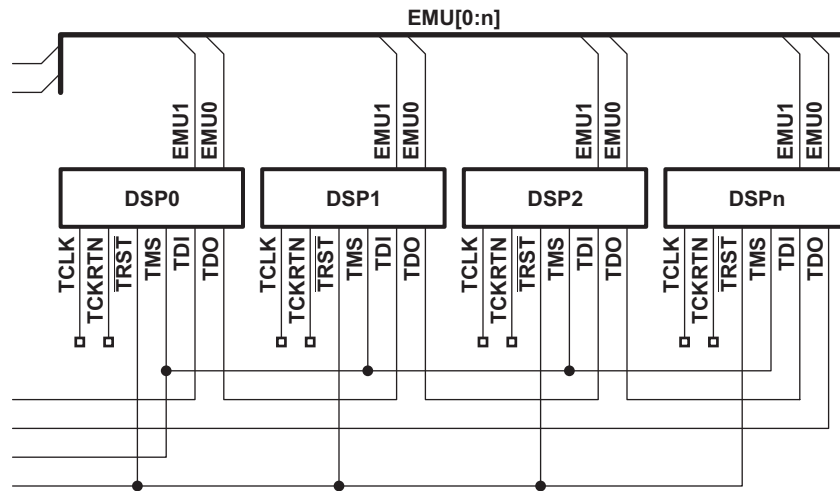 EMU[0:n]
EMU1 EMU0 EMU1 EMU0 EMU1 EMU0 EMU1 EMU0
DSP0 DSP1 DSP2 DSPn
TCLK TCKRTN TRST TMS TDI TDO TCLK TCKRTN TRST TMS TDI TDO TCLK TCKRTN TRST TMS TDI TDO TCLK TCKRTN TRST TMS TDI TDO